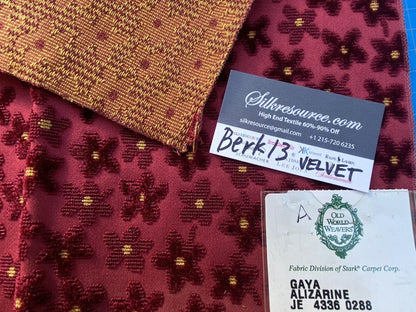 Silkresource.com
High End Textile 60%-90% Off
Silkresource@gmail.com +1 215-720 6235
Berk 13
VELVET
A
OLD
WORLD
WEAVERS
Fabric Division of Stark® Carpet Corp.
GAYA
ALIZARINE
JE 4336 0288